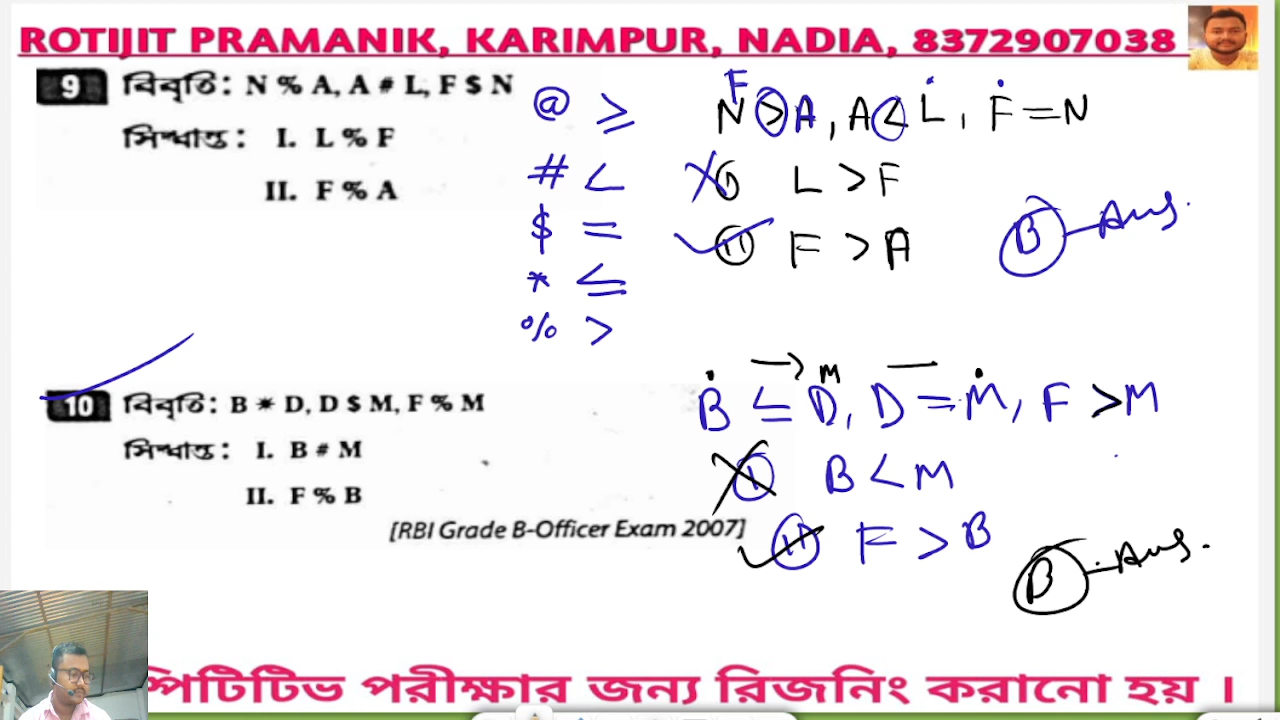 ROTIJIT PRAMANIK, KARIMPUR, NADIA, 8372907038
9 বিবৃতি: N % A, A # L, F $ N
সিদ্ধান্ত: I. L % F
II. F % A
@ ≥
# <
$ =
* ≤
% >
F
N > A, A < L, F = N
I L > F
II F > A
B Ans.
10 বিবৃতি: B * D, D $ M, F % M
সিদ্ধান্ত: I. B # M
II. F % B
[RBI Grade B-Officer Exam 2007]
M
B ≤ D, D = M, F > M
I B < M
II F > B
B Ans.
পিটিটিভ পরীক্ষার জন্য রিজনিং করানো হয় ।